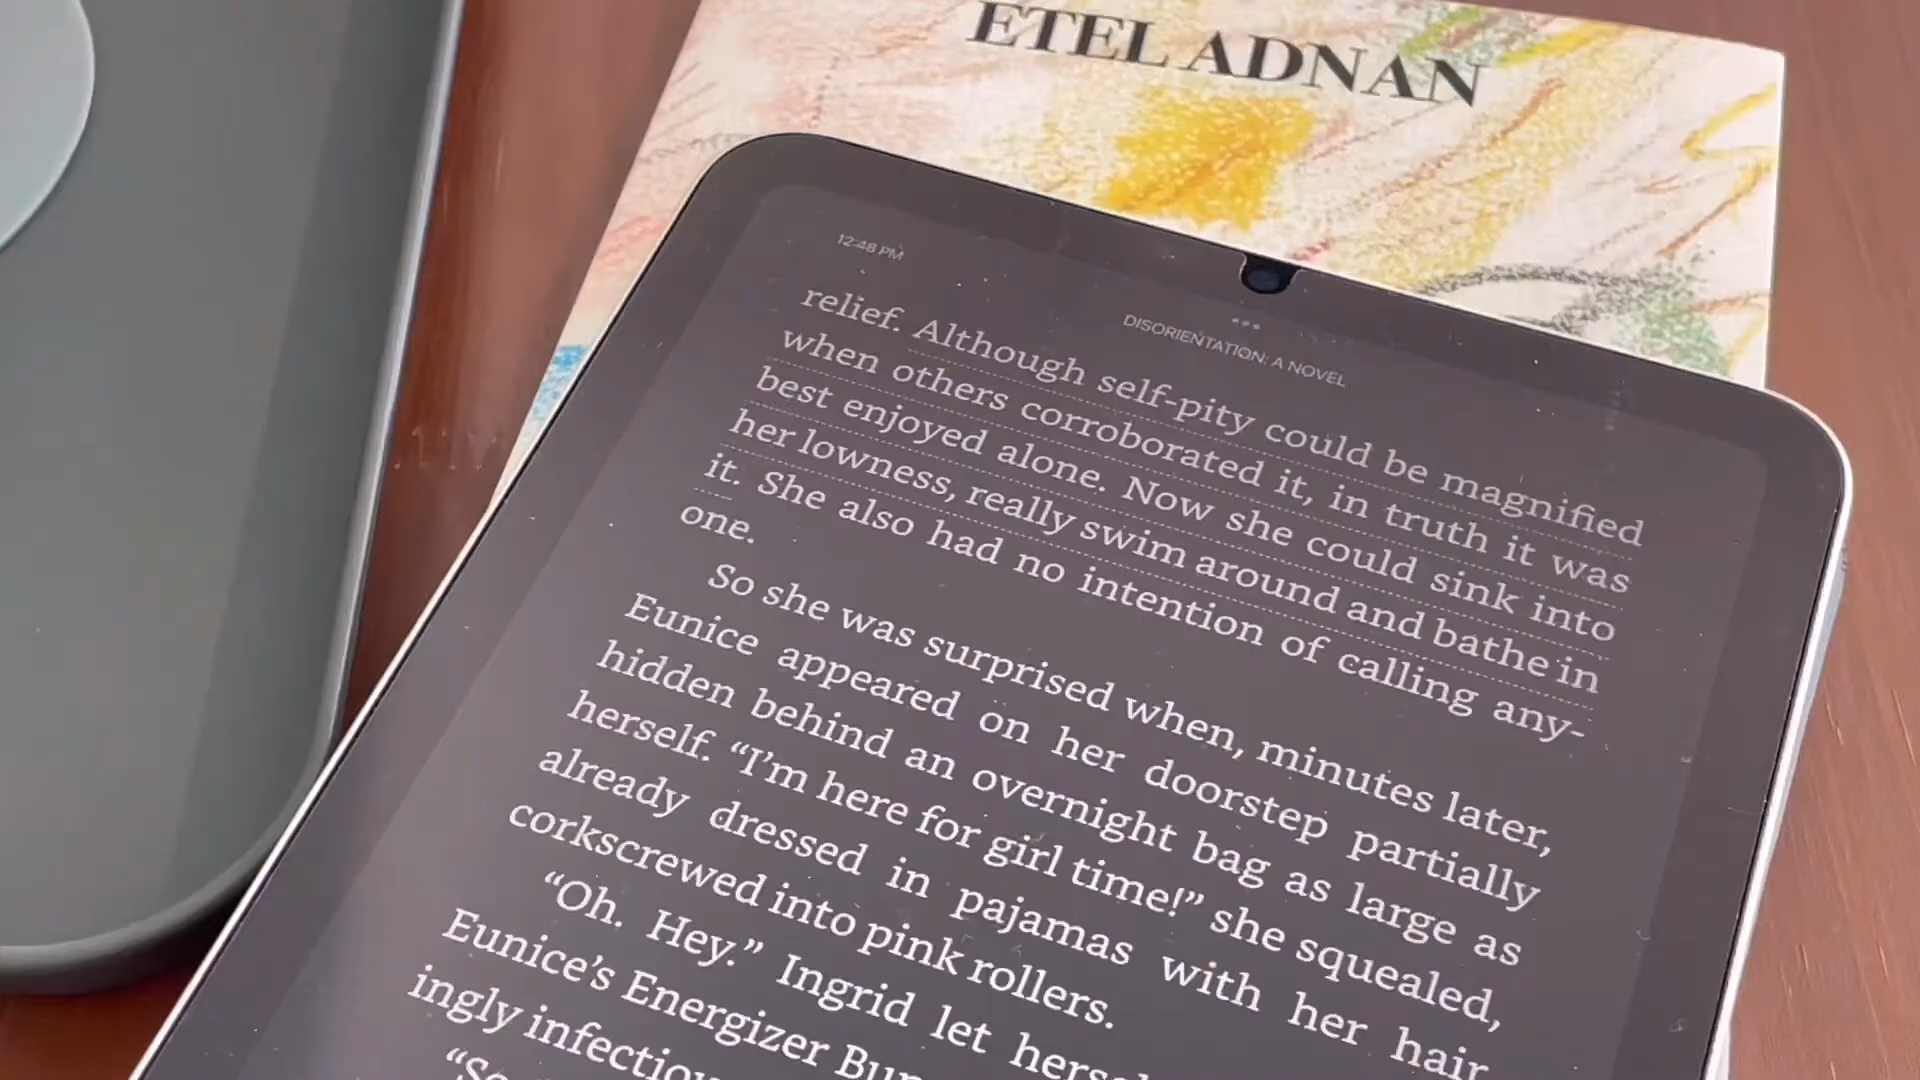 ETEL ADNAN
12:48 PM
DISORIENTATION: A NOVEL
relief. Although self-pity could be magnified
when others corroborated it, in truth it was
best enjoyed alone. Now she could sink into
her lowness, really swim around and bathe in
it. She also had no intention of calling any-
one.
So she was surprised when, minutes later,
Eunice appeared on her doorstep partially
hidden behind an overnight bag as large as
herself. “I’m here for girl time!” she squealed,
already dressed in pajamas with her hair
corkscrewed into pink rollers.
“Oh. Hey.” Ingrid let
Eunice’s Energizer
ingly